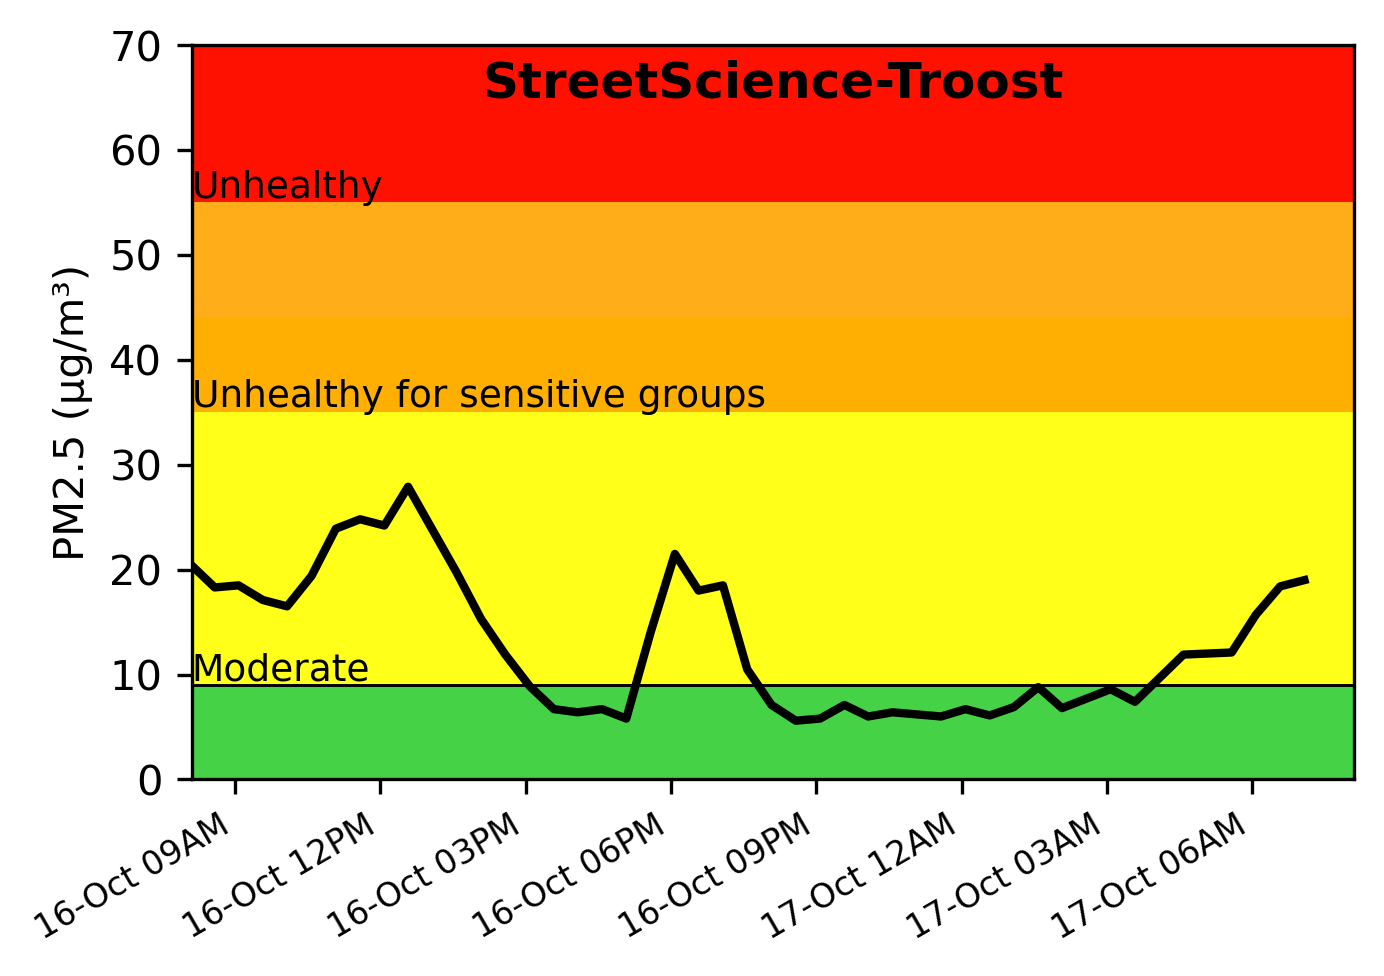 StreetScience-Troost
70
60
50
40
30
20
10
0
PM2.5 (µg/m³)
Unhealthy
Unhealthy for sensitive groups
Moderate
16-Oct 09AM
16-Oct 12PM
16-Oct 03PM
16-Oct 06PM
16-Oct 09PM
17-Oct 12AM
17-Oct 03AM
17-Oct 06AM